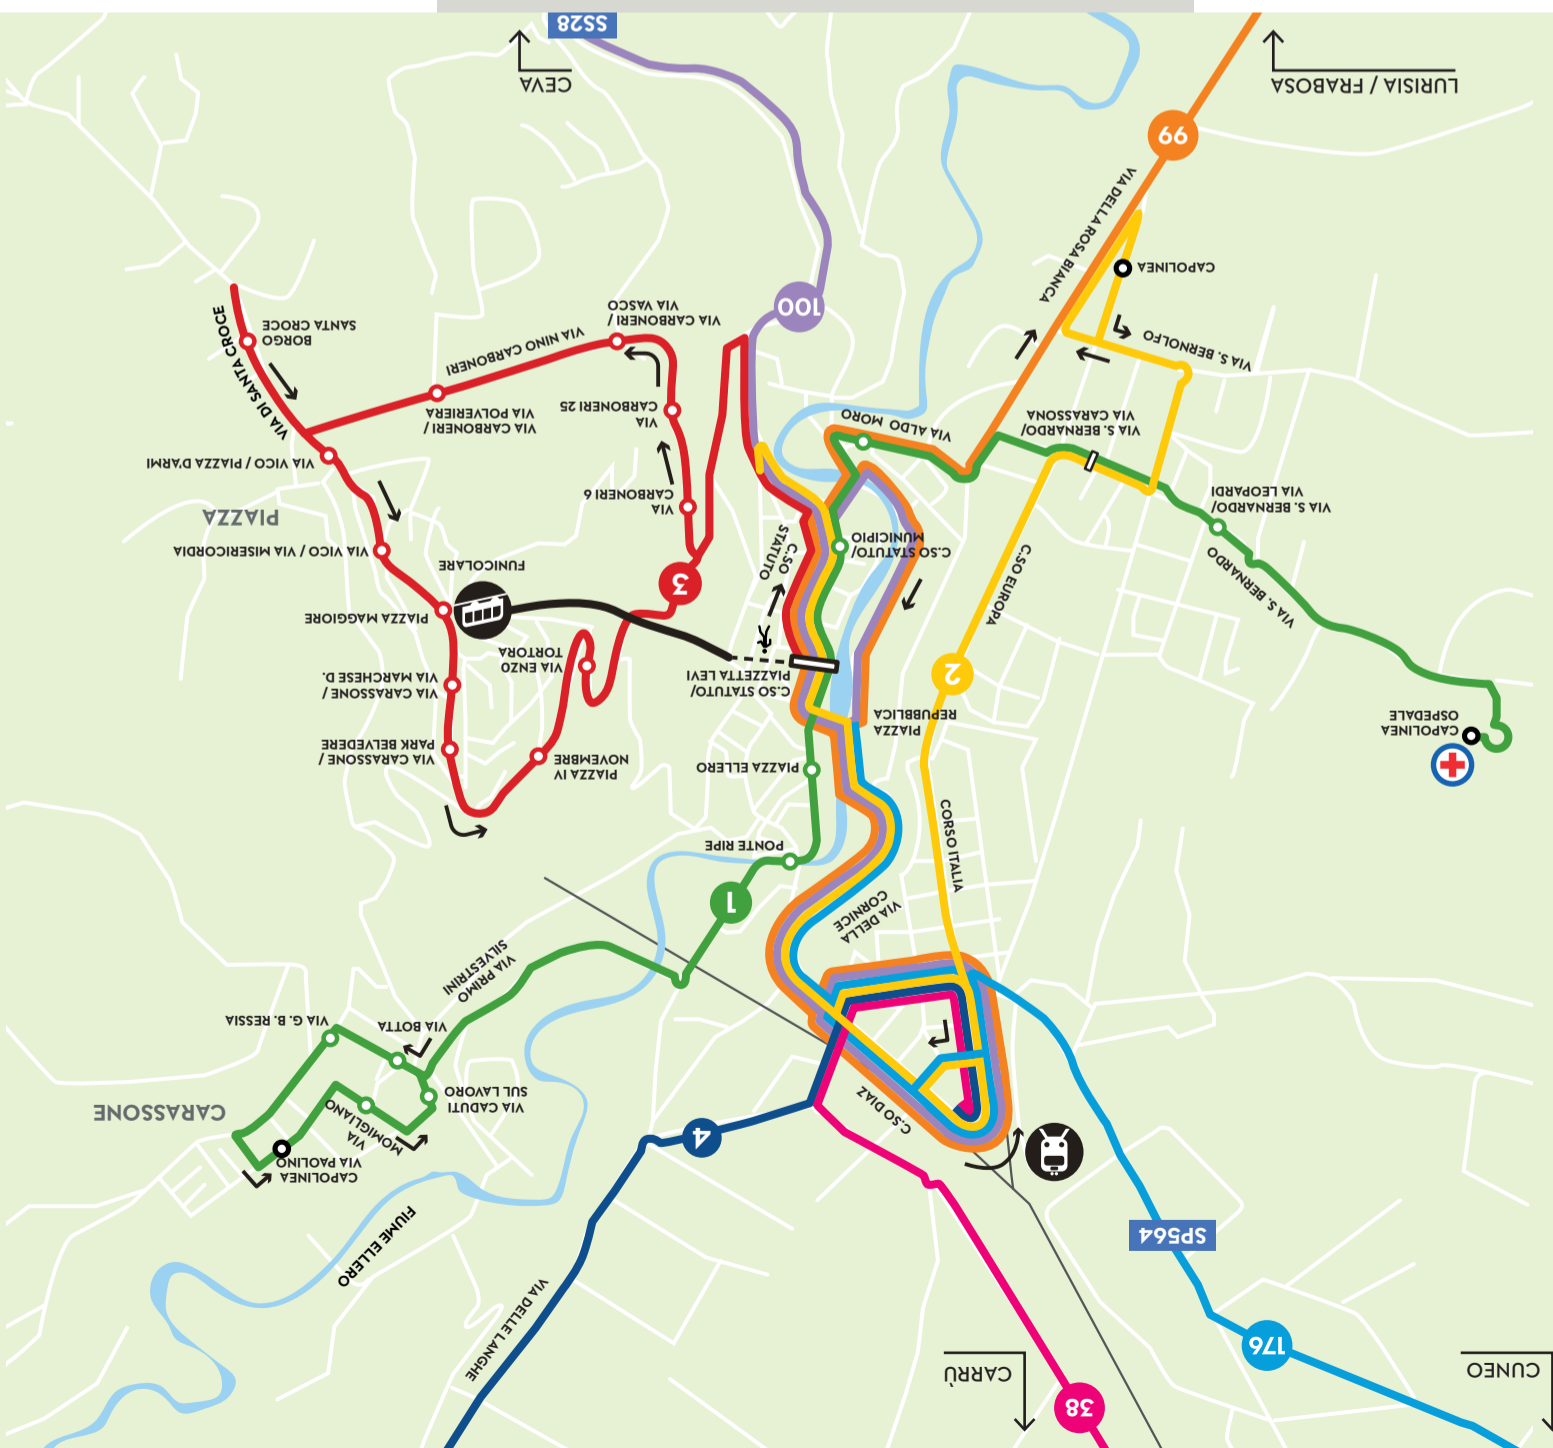 CUNEO
CARRÙ
38
176
VIA DELLE LANGHE
SP564
FIUME ELLERO
4
CAPOLINEA
VIA PAOLINO
VIA
MOMIGLIANO
CARASSONE
VIA CADUTI
SUL LAVORO
C.SO DIAZ
VIA BOTTA
VIA G. B. RESSIA
VIA PRIMO
SILVESTRINI
1
VIA DELLA
CORNICE
CORSO ITALIA
PONTE RIPE
CAPOLINEA
OSPEDALE
PIAZZA
REPUBBLICA
PIAZZA ELLERO
PIAZZA IV
NOVEMBRE
VIA CARASSONE /
PARK BELVEDERE
2
C.SO STATUTO/
PIAZZETTA LEVI
VIA CARASSONE /
VIA MARCHESE D.
VIA ENZO
TORTORA
PIAZZA MAGGIORE
VIA S. BERNARDO
C.SO EUROPA
3
FUNICOLARE
C.SO
STATUTO
C.SO STATUTO/
MUNICIPIO
VIA VICO / VIA MISERICORDIA
PIAZZA
VIA S. BERNARDO/
VIA LEOPARDI
VIA
CARBONERI 6
VIA VICO / PIAZZA D'ARMI
VIA S. BERNARDO/
VIA CARASSONA
VIA ALDO MORO
VIA
CARBONERI 25
VIA CARBONERI /
VIA POLVERIERA
VIA DI SANTA CROCE
VIA S. BERNOLFO
VIA NINO CARBONERI
BORGO
SANTA CROCE
VIA CARBONERI /
VIA VASCO
100
CAPOLINEA
VIA DELLA ROSA BIANCA
99
LURISIA / FRABOSA
CEVA
SS28